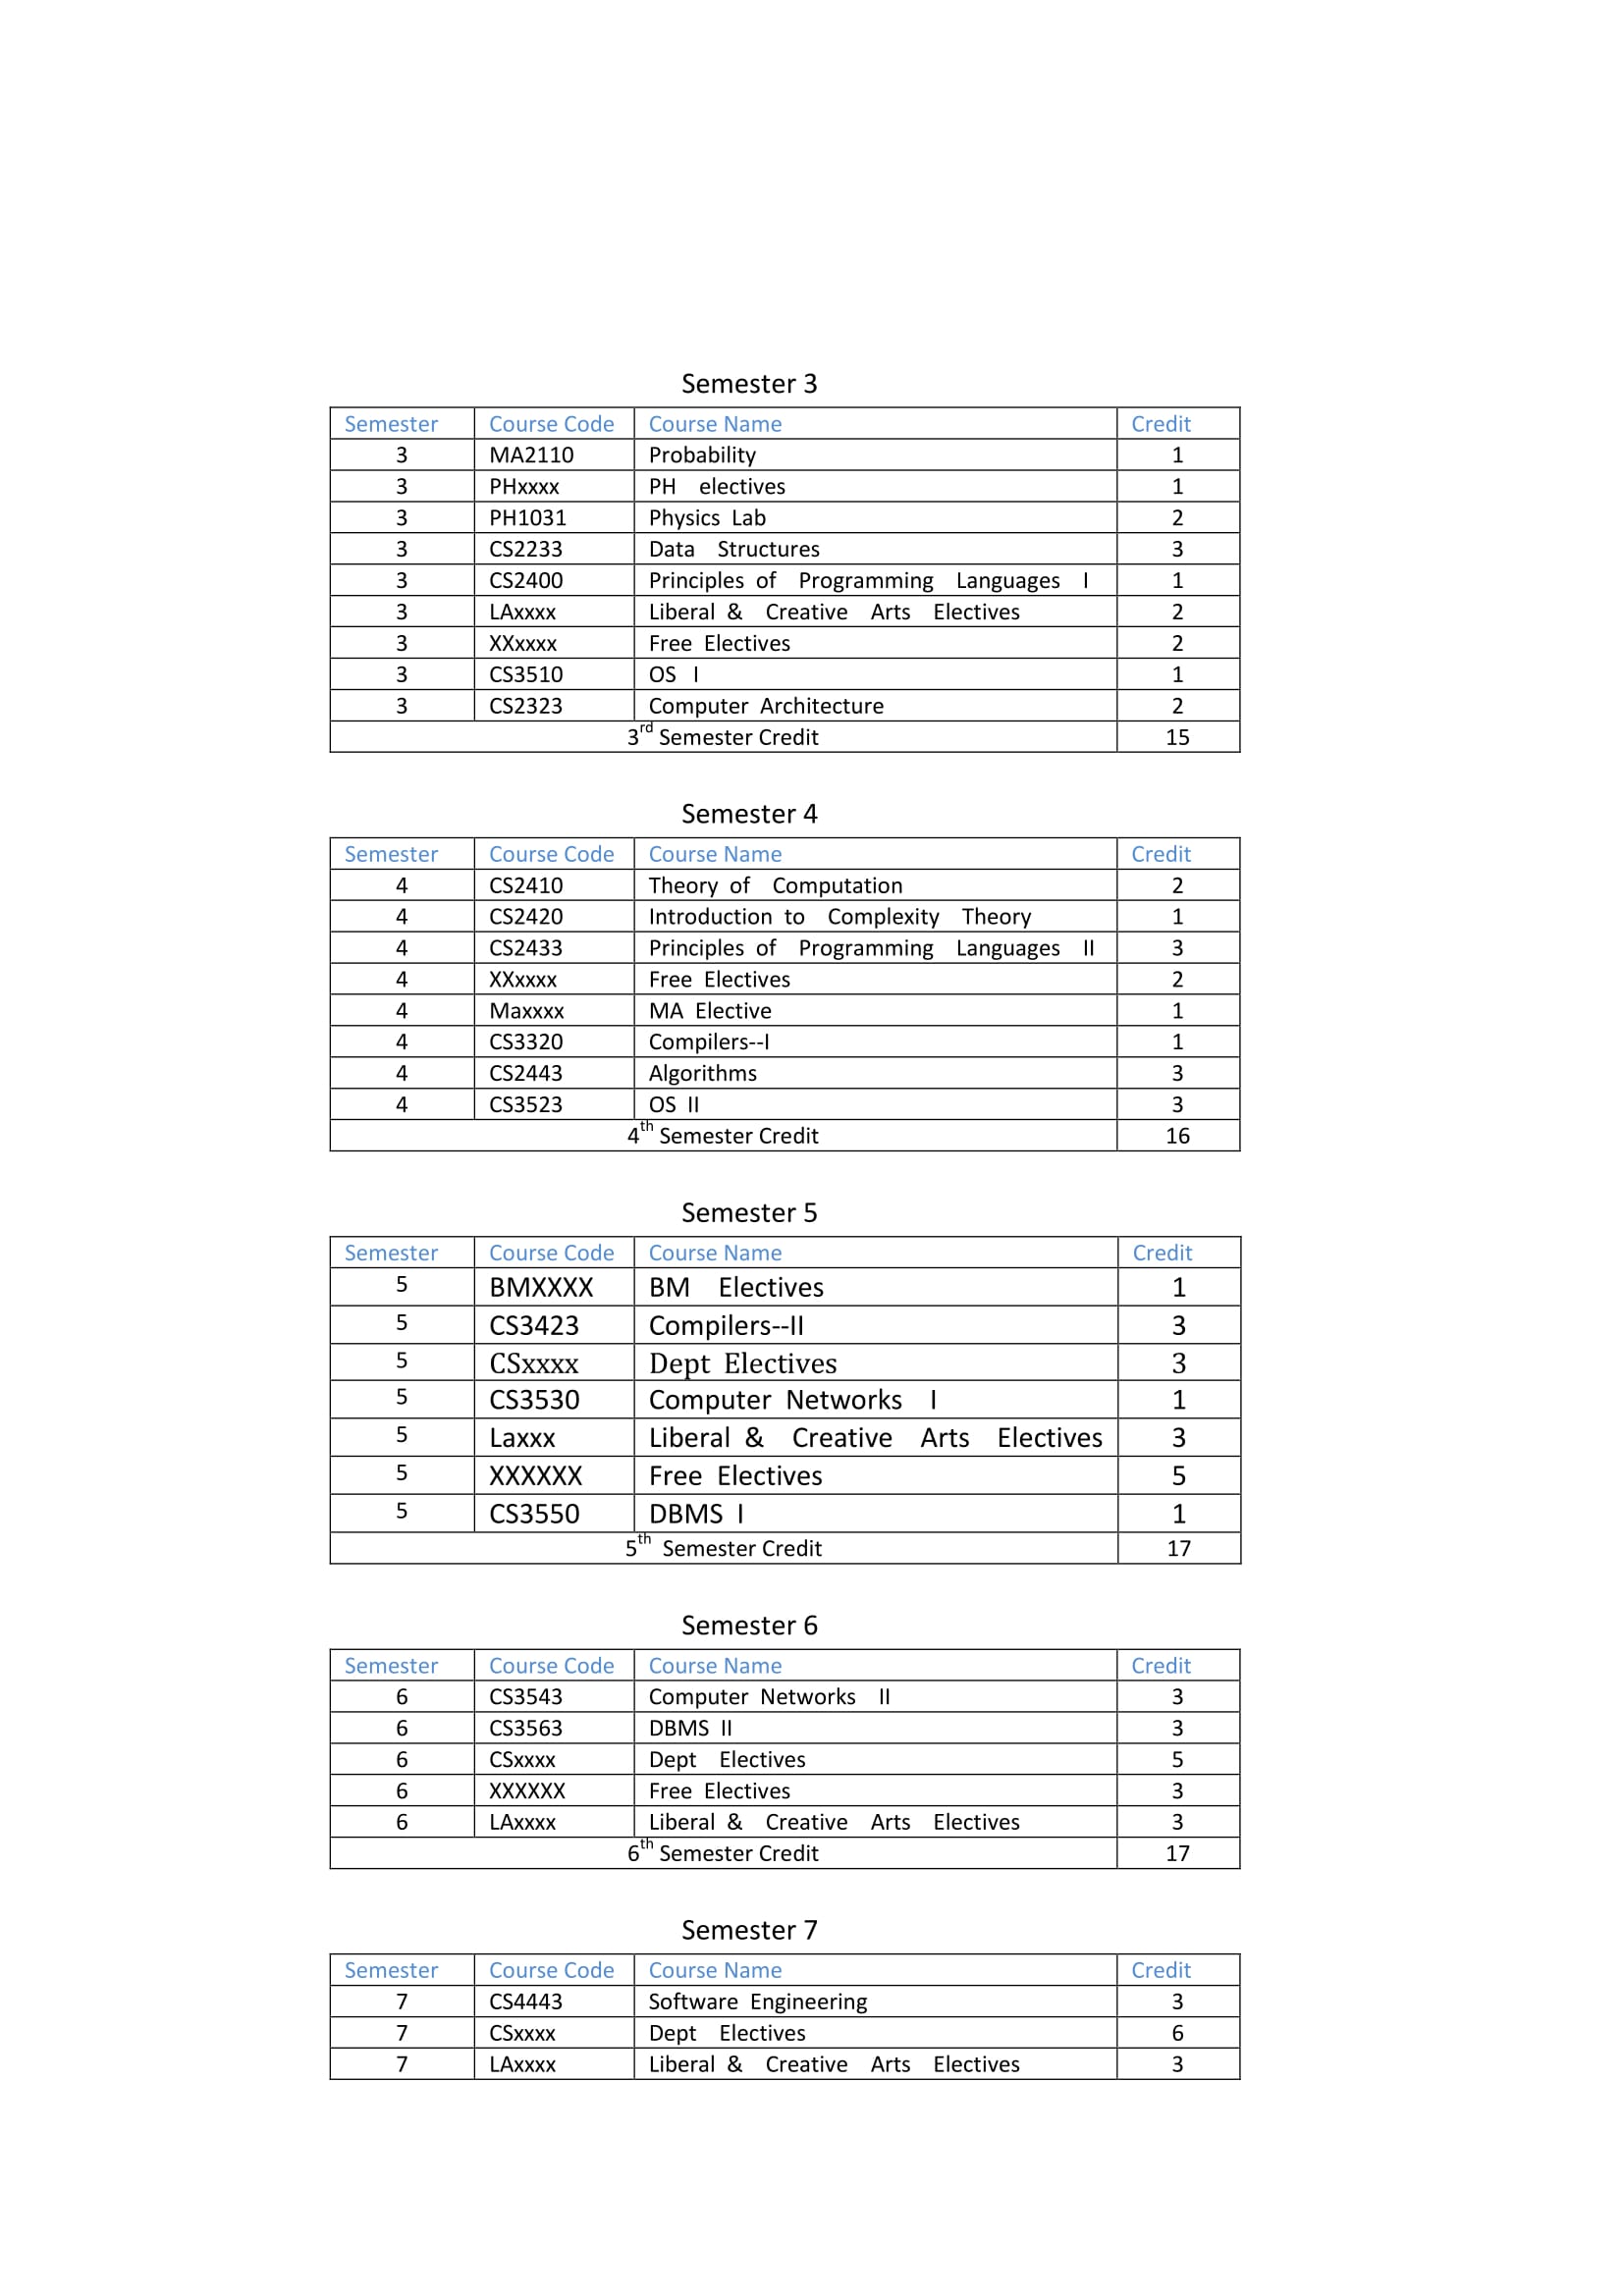 Semester 3
Semester Course Code Course Name Credit
3 MA2110 Probability 1
3 PHxxxx PH electives 1
3 PH1031 Physics Lab 2
3 CS2233 Data Structures 3
3 CS2400 Principles of Programming Languages I 1
3 LAxxxx Liberal & Creative Arts Electives 2
3 XXxxxx Free Electives 2
3 CS3510 OS I 1
3 CS2323 Computer Architecture 2
3rd Semester Credit 15
Semester 4
Semester Course Code Course Name Credit
4 CS2410 Theory of Computation 2
4 CS2420 Introduction to Complexity Theory 1
4 CS2433 Principles of Programming Languages II 3
4 XXxxxx Free Electives 2
4 Maxxxx MA Elective 1
4 CS3320 Compilers--I 1
4 CS2443 Algorithms 3
4 CS3523 OS II 3
4th Semester Credit 16
Semester 5
Semester Course Code Course Name Credit
5 BMXXXX BM Electives 1
5 CS3423 Compilers--II 3
5 CSxxxx Dept Electives 3
5 CS3530 Computer Networks I 1
5 Laxxx Liberal & Creative Arts Electives 3
5 XXXXXX Free Electives 5
5 CS3550 DBMS I 1
5th Semester Credit 17
Semester 6
Semester Course Code Course Name Credit
6 CS3543 Computer Networks II 3
6 CS3563 DBMS II 3
6 CSxxxx Dept Electives 5
6 XXXXXX Free Electives 3
6 LAxxxx Liberal & Creative Arts Electives 3
6th Semester Credit 17
Semester 7
Semester Course Code Course Name Credit
7 CS4443 Software Engineering 3
7 CSxxxx Dept Electives 6
7 LAxxxx Liberal & Creative Arts Electives 3